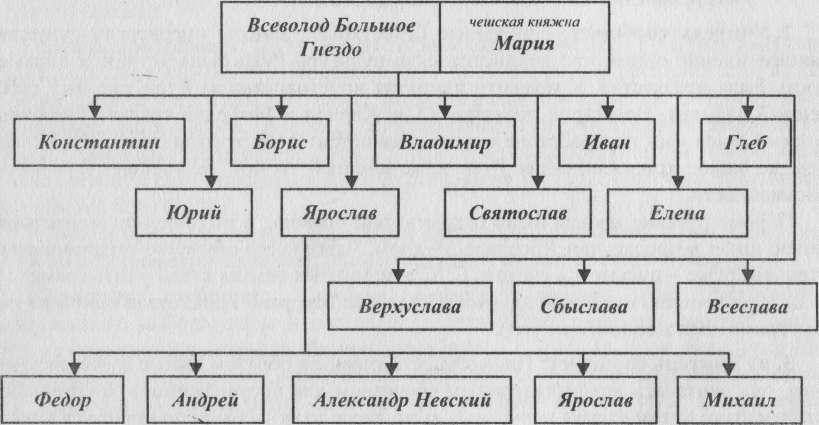 Всеволод Большое
Гнездо
чешская княжна
Мария
Константин
Борис
Владимир
Иван
Глеб
Юрий
Ярослав
Святослав
Елена
Верхуслава
Сбыслава
Всеслава
Федор
Андрей
Александр Невский
Ярослав
Михаил